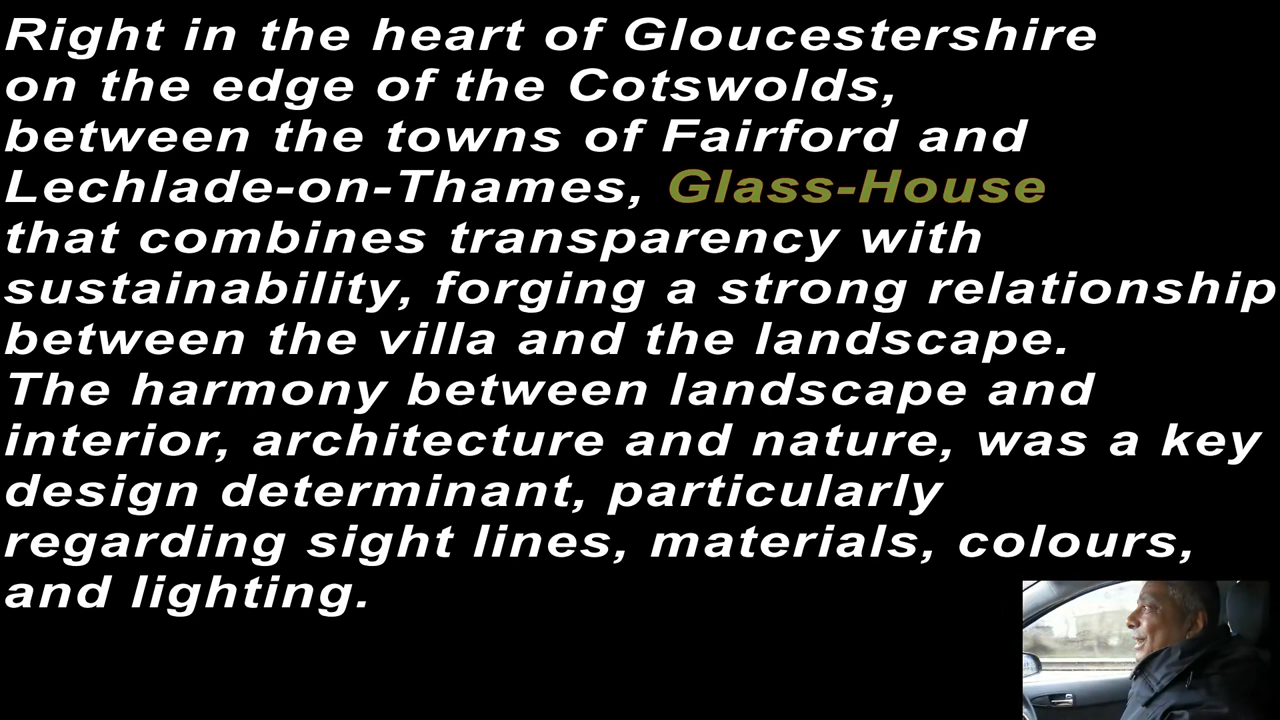 Right in the heart of Gloucestershire
on the edge of the Cotswolds,
between the towns of Fairford and
Lechlade-on-Thames, Glass-House
that combines transparency with
sustainability, forging a strong relationship
between the villa and the landscape.
The harmony between landscape and
interior, architecture and nature, was a key
design determinant, particularly
regarding sight lines, materials, colours,
and lighting.